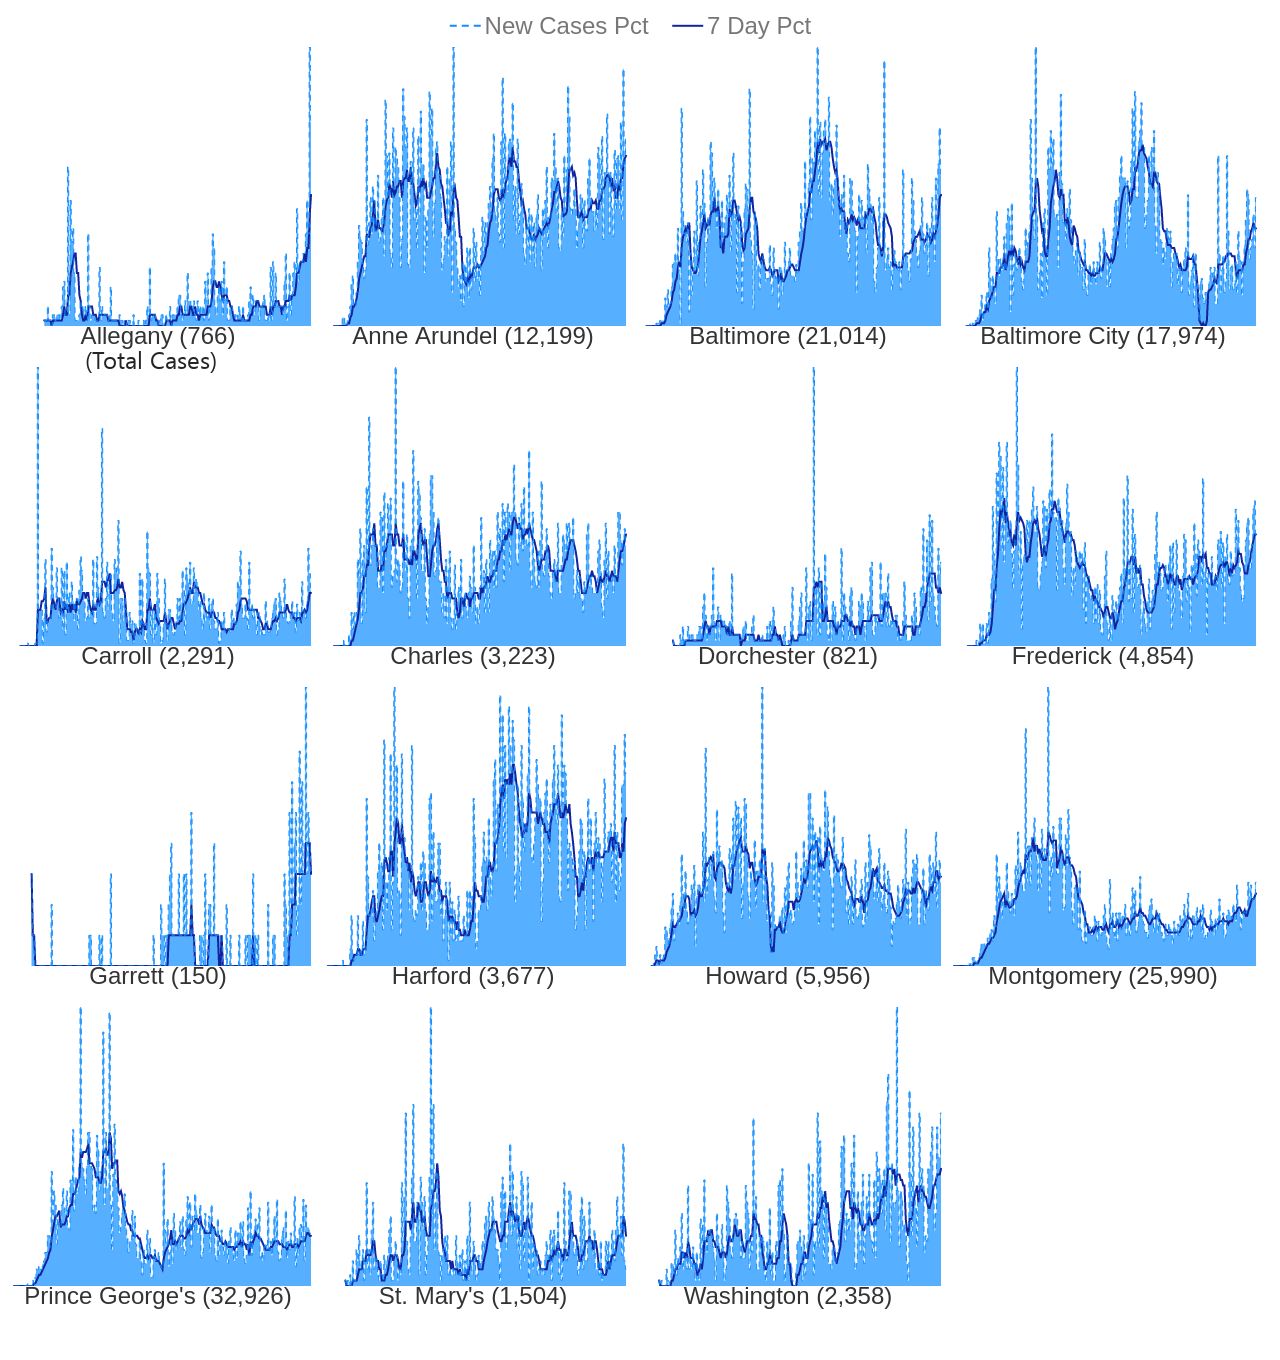 New Cases Pct 7 Day Pct
Allegany (766) Anne Arundel (12,199) Baltimore (21,014) Baltimore City (17,974)
(Total Cases)
Carroll (2,291) Charles (3,223) Dorchester (821) Frederick (4,854)
Garrett (150) Harford (3,677) Howard (5,956) Montgomery (25,990)
Prince George's (32,926) St. Mary's (1,504) Washington (2,358)